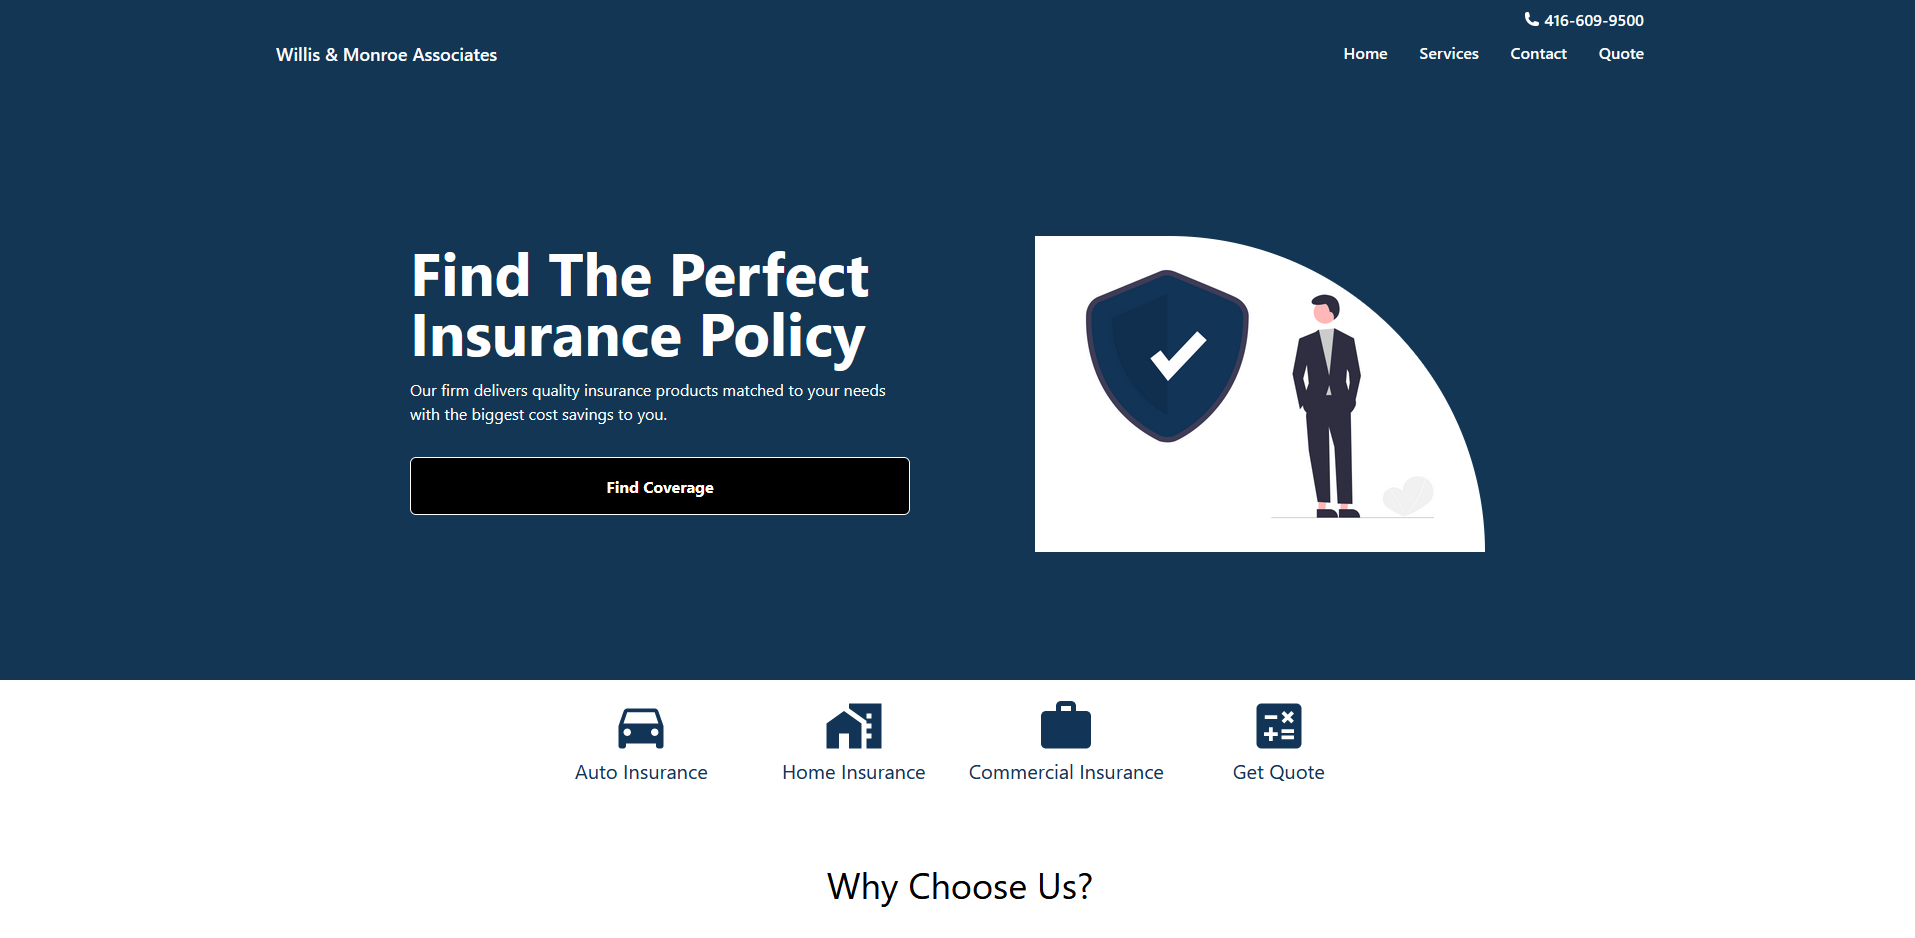 416-609-9500
Willis & Monroe Associates
Home Services Contact Quote
Find The Perfect
Insurance Policy
Our firm delivers quality insurance products matched to your needs
with the biggest cost savings to you.
Find Coverage
Auto Insurance
Home Insurance
Commercial Insurance
Get Quote
Why Choose Us?